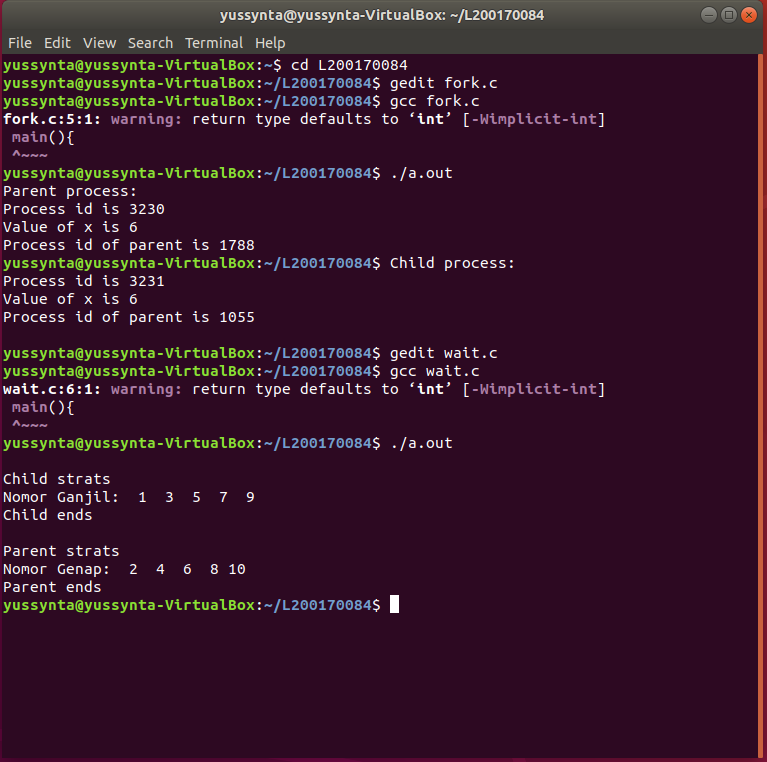 yussynta@yussynta-VirtualBox: ~/L200170084
File Edit View Search Terminal Help
yussynta@yussynta-VirtualBox:~$ cd L200170084
yussynta@yussynta-VirtualBox:~/L200170084$ gedit fork.c
yussynta@yussynta-VirtualBox:~/L200170084$ gcc fork.c
fork.c:5:1: warning: return type defaults to ‘int’ [-Wimplicit-int]
 main(){
 ^~~~
yussynta@yussynta-VirtualBox:~/L200170084$ ./a.out
Parent process:
Process id is 3230
Value of x is 6
Process id of parent is 1788
yussynta@yussynta-VirtualBox:~/L200170084$ Child process:
Process id is 3231
Value of x is 6
Process id of parent is 1055

yussynta@yussynta-VirtualBox:~/L200170084$ gedit wait.c
yussynta@yussynta-VirtualBox:~/L200170084$ gcc wait.c
wait.c:6:1: warning: return type defaults to ‘int’ [-Wimplicit-int]
 main(){
 ^~~~
yussynta@yussynta-VirtualBox:~/L200170084$ ./a.out

Child strats
Nomor Ganjil:  1  3  5  7  9
Child ends

Parent strats
Nomor Genap:  2  4  6  8 10
Parent ends
yussynta@yussynta-VirtualBox:~/L200170084$